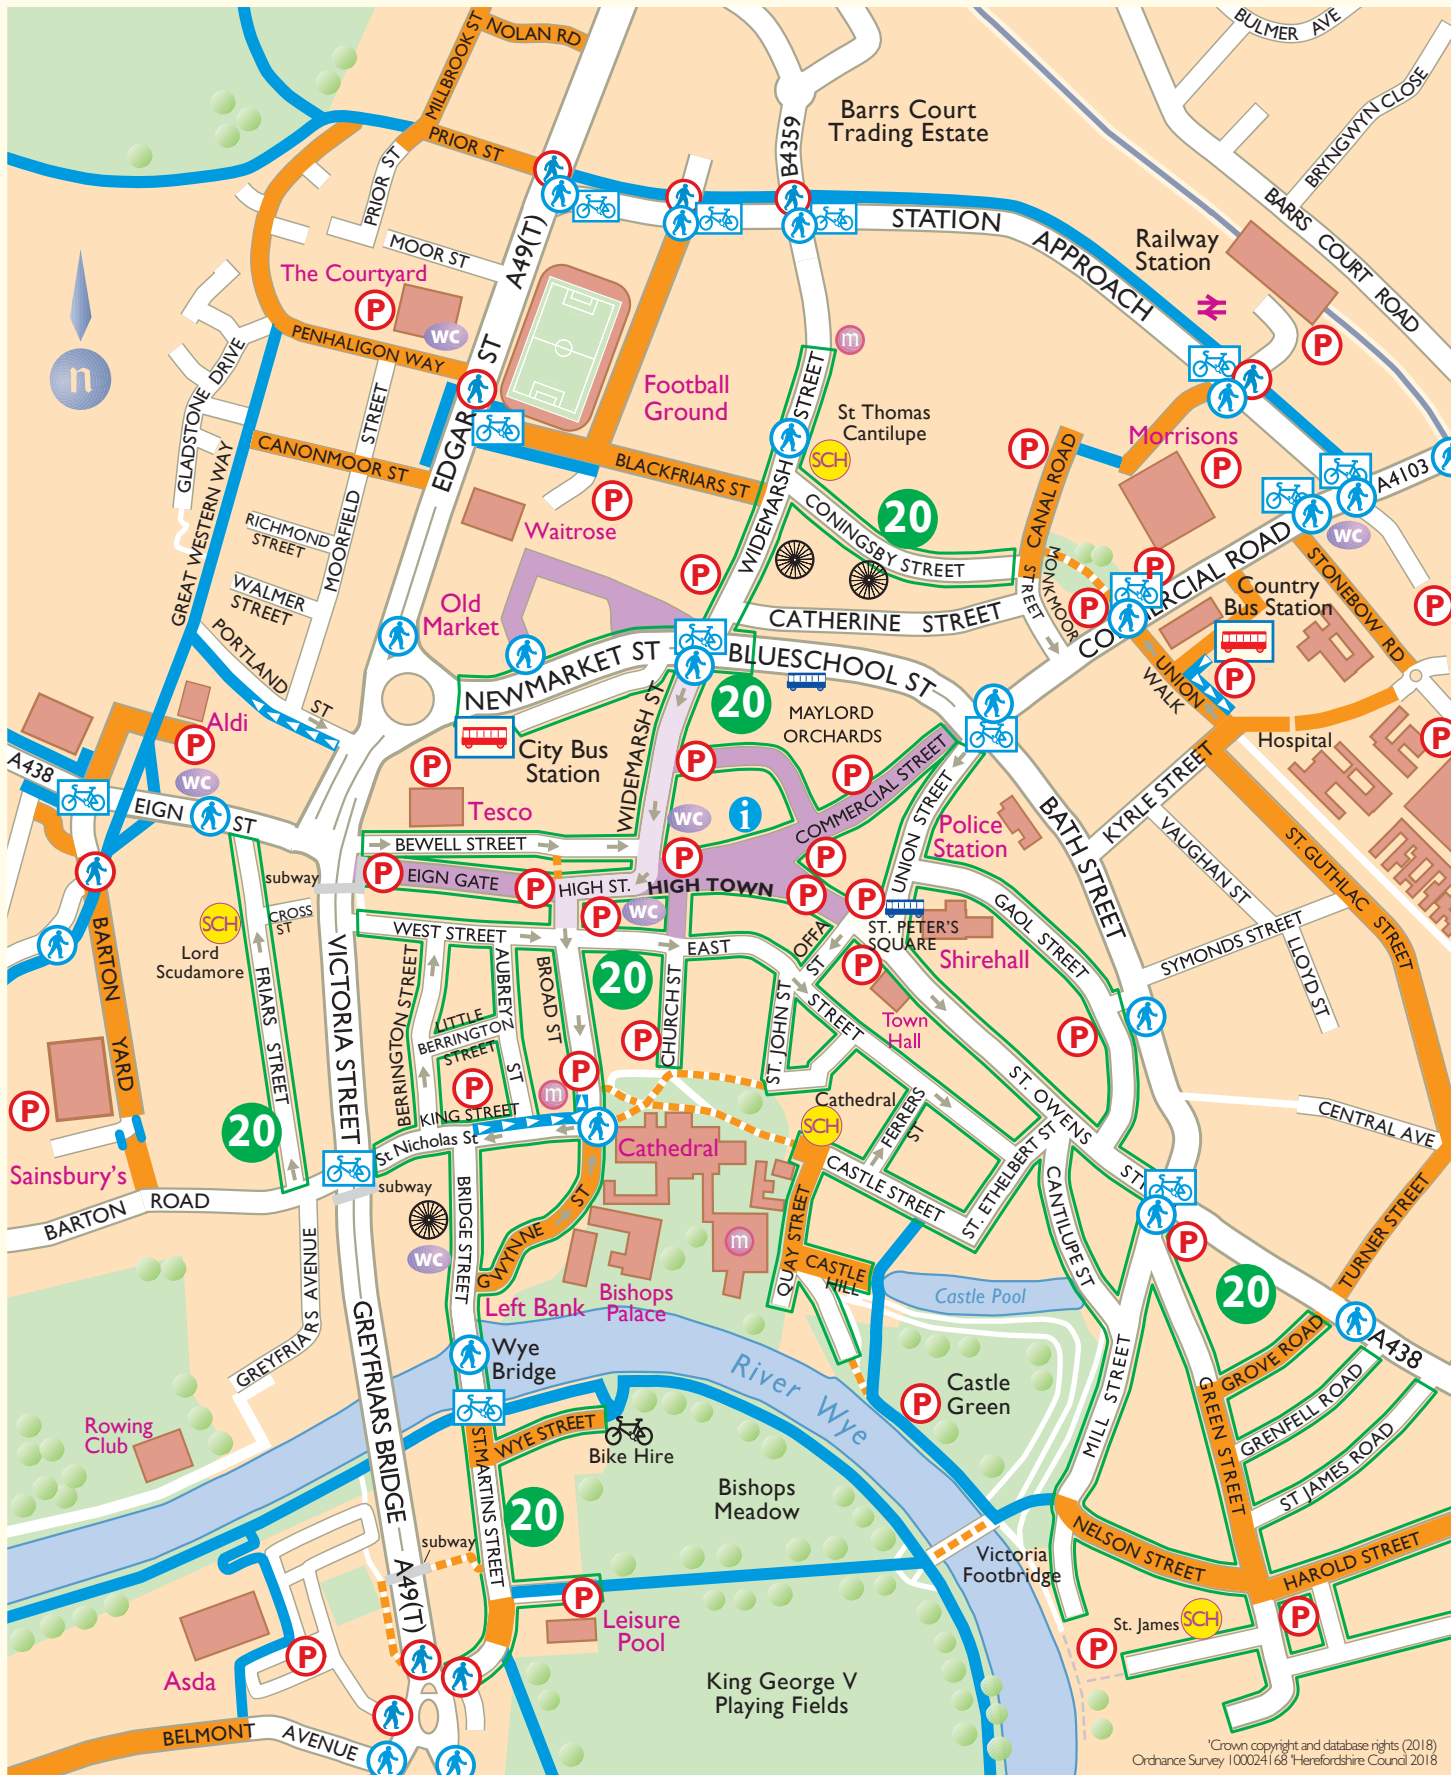 NOLAN RD
MILLBROOK ST
BULMER AVE
BRYNGWYN CLOSE
Barrs Court
Trading Estate
B4359
PRIOR ST
PRIOR ST
MOOR ST
A49(T)
STATION
APPROACH
Railway
Station
BARRS COURT ROAD
The Courtyard
P
WC
n
PENHALIGON WAY
GLADSTONE DRIVE
EDGAR ST
Football
Ground
m
STREET
St Thomas
Cantilupe
SCH
P
P
Morrisons
P
A4103
CANONMOOR ST
STREET
MOORFIELD
GREAT WESTERN WAY
BLACKFRIARS ST
P
WIDEMARSH
CONINGSBY STREET
20
CANAL ROAD
Waitrose
RICHMOND
STREET
WALMER
STREET
PORTLAND
ST
P
Old
Market
CATHERINE STREET
MONKMOOR
STREET
P
P
COMMERCIAL ROAD
WC
STONEBOW RD
Country
Bus Station
P
P
UNION
WALK
NEWMARKET ST
BLUESCHOOL ST
20
MAYLORD
ORCHARDS
Hospital
P
Aldi
P
WC
A438
EIGN
ST
City Bus
Station
P
Tesco
WIDEMARSH ST
P
P
COMMERCIAL STREET
WC
i
UNION STREET
Police
Station
BATH STREET
KYRLE STREET
VAUGHAN ST
ST. GUTHLAC STREET
BEWELL STREET
subway
P
EIGN GATE
P
HIGH ST.
P
HIGH TOWN
P
P
P
P
WC
ST. PETER'S
SQUARE
SCH
Lord
Scudamore
CROSS
ST
WEST STREET
EAST
STREET
OFFA
ST
P
Shirehall
Town
Hall
GAOL STREET
SYMONDS STREET
LLOYD ST
BARTON
YARD
FRIARS STREET
VICTORIA STREET
BERRINGTON STREET
AUBREY
ST
LITTLE
BERRINGTON
STREET
BROAD ST
20
P
CHURCH ST
ST. JOHN ST
P
P
P
m
KING STREET
St Nicholas St
ST. OWENS
ST
P
Sainsbury's
20
BARTON
ROAD
subway
Cathedral
Cathedral
SCH
FERRERS
ST
CASTLE STREET
ST. ETHELBERT ST
CANTILUPE ST
CENTRAL AVE
TURNER STREET
P
20
WC
BRIDGE STREET
GWYNNE
ST
Left Bank
Bishops
Palace
m
QUAY STREET
CASTLE
HILL
Castle Pool
GREYFRIARS AVENUE
GREYFRIARS BRIDGE
Wye
Bridge
River Wye
Castle
Green
P
MILL STREET
GROVE ROAD
A438
GREEN STREET
GRENFELL ROAD
ST JAMES ROAD
Rowing
Club
WYE STREET
Bike Hire
ST.MARTINS STREET
20
Bishops
Meadow
subway
A49(T)
Victoria
Footbridge
NELSON STREET
HAROLD STREET
P
Leisure
Pool
St. James
SCH
P
P
Asda
P
King George V
Playing Fields
BELMONT
AVENUE
'Crown copyright and database rights (2018)
Ordnance Survey 100024168 'Herefordshire Council 2018